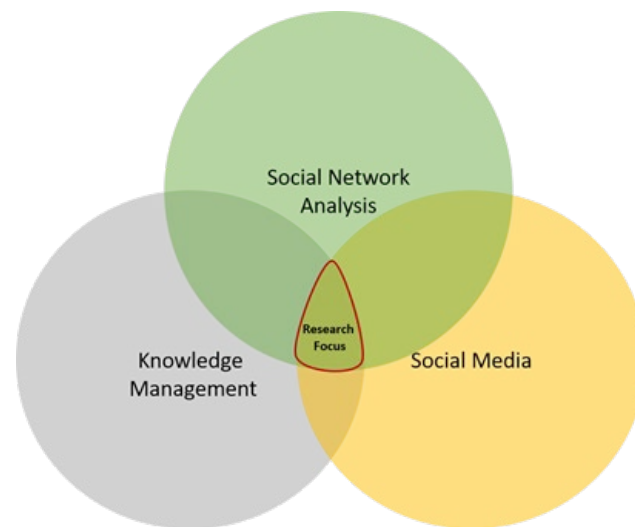 Social Network
Analysis
Research
Focus
Knowledge
Management
Social Media